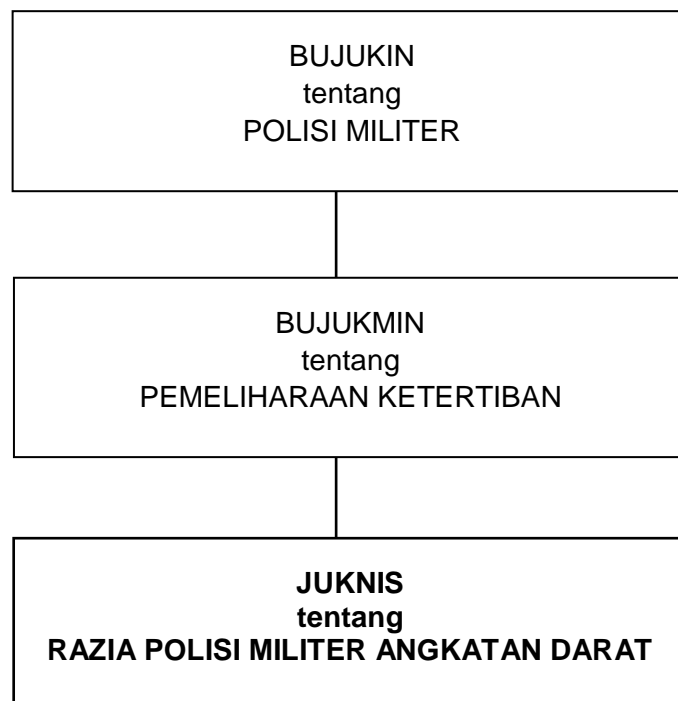 BUJUKIN
tentang
POLISI MILITER
BUJUKMIN
tentang
PEMELIHARAAN KETERTIBAN
JUKNIS
tentang
RAZIA POLISI MILITER ANGKATAN DARAT